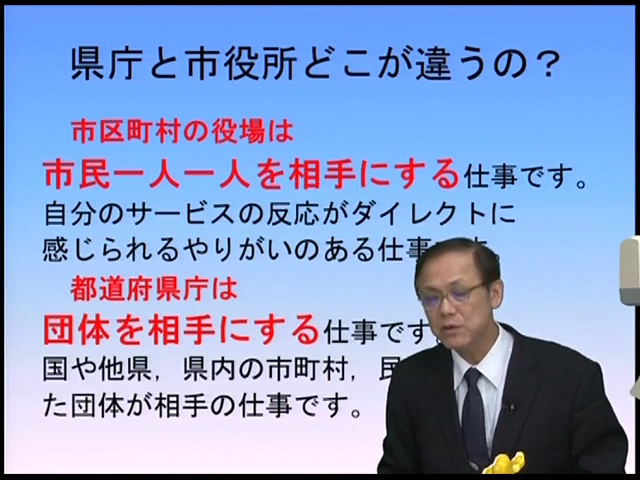 県庁と市役所どこが違うの？
市区町村の役場は
市民一人一人を相手にする仕事です。
自分のサービスの反応がダイレクトに
感じられるやりがいのある仕事です。
都道府県庁は
団体を相手にする仕事です。
国や他県，県内の市町村，民
た団体が相手の仕事です。